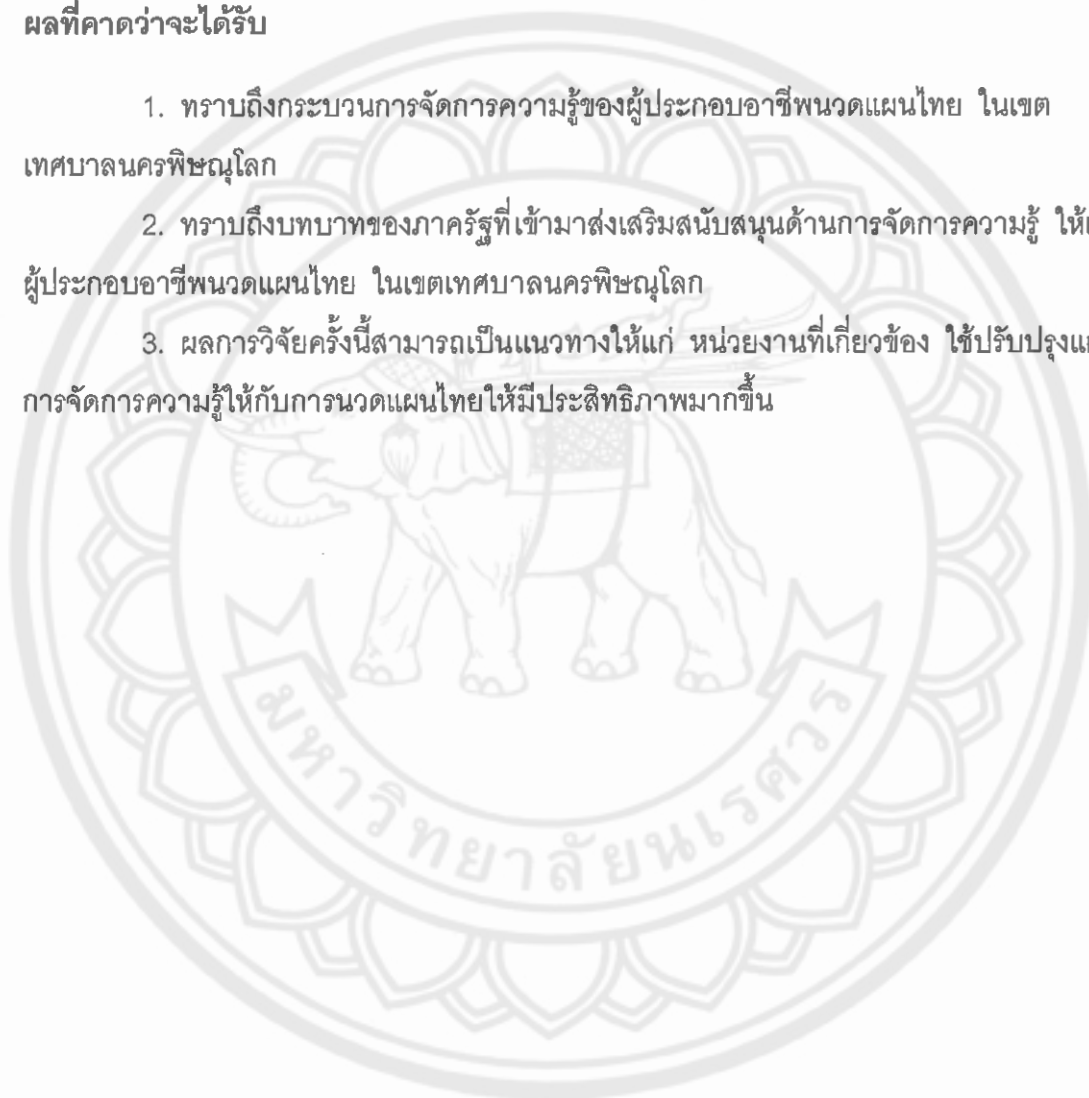 ผลที่คาดว่าจะได้รับ
1. ทราบถึงกระบวนการจัดการความรู้ของผู้ประกอบอาชีพนวดแผนไทย ในเขต
เทศบาลนครพิษณุโลก
2. ทราบถึงบทบาทของภาครัฐที่เข้ามาส่งเสริมสนับสนุนด้านการจัดการความรู้
ผู้ประกอบอาชีพนวดแผนไทย ในเขตเทศบาลนครพิษณุโลก
3. ผลการวิจัยครั้งนี้สามารถเป็นแนวทางให้แก่ หน่วยงานที่เกี่ยวข้อง ใช้ปรับปรุง
การจัดการความรู้ให้กับการนวดแผนไทยให้มีประสิทธิภาพมากขึ้น
มหาวิทยาลัยนเรศวร